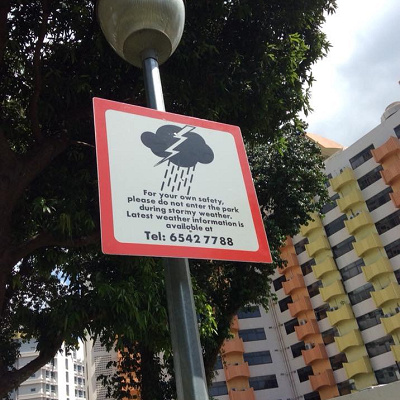 For your own safety,
please do not enter the park
during stormy weather.
Latest weather information is
available at
Tel: 6542 7788